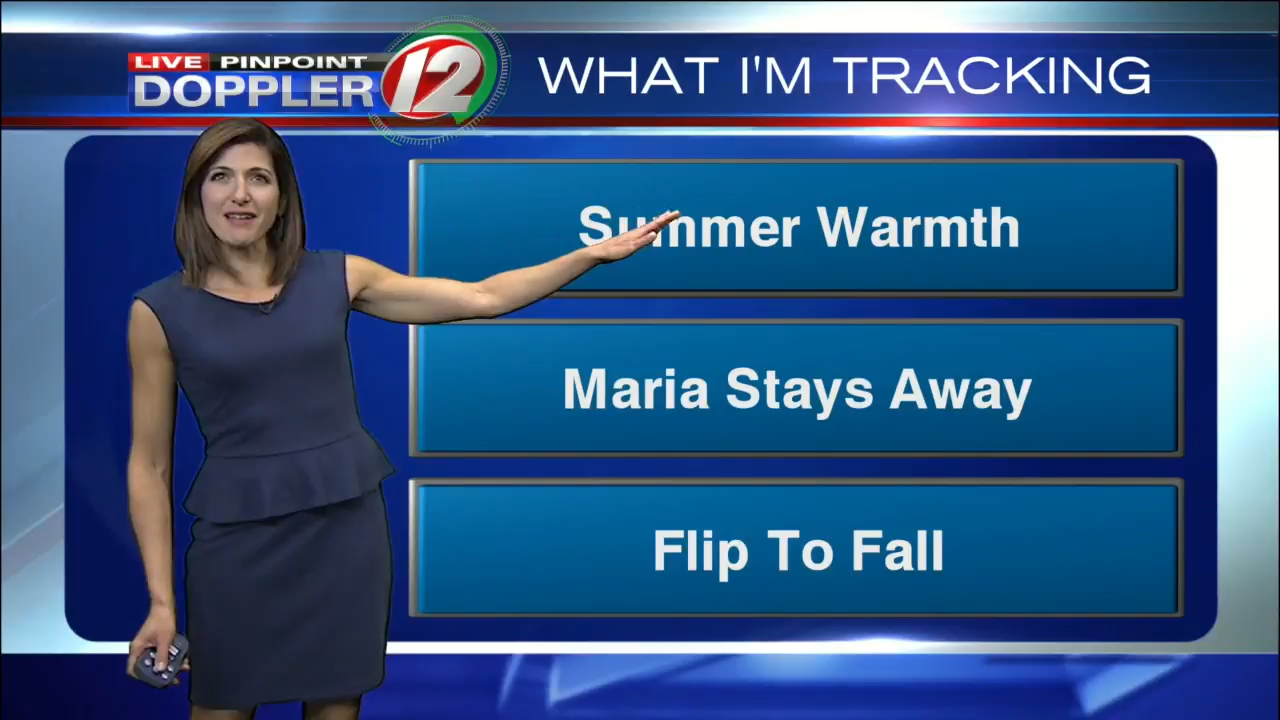 LIVE PINPOINT
DOPPLER 12
WHAT I'M TRACKING
Summer Warmth
Maria Stays Away
Flip To Fall